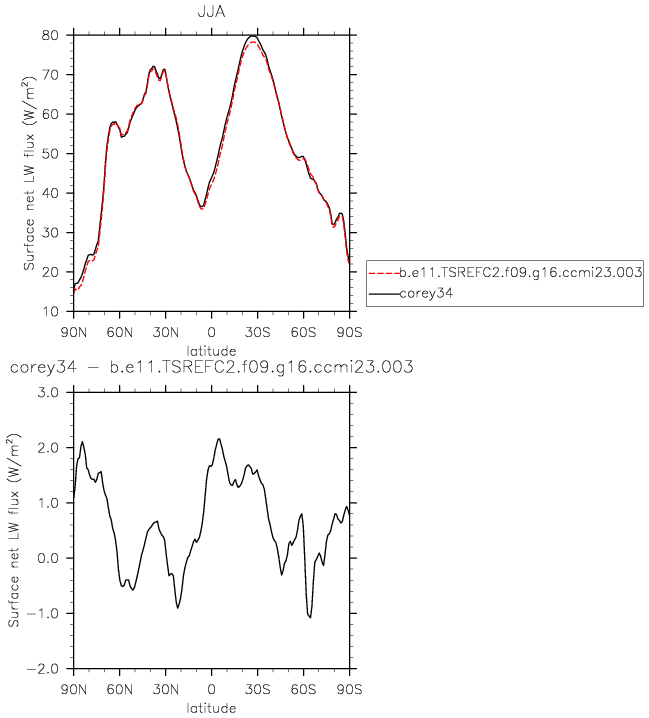 JJA
Surface net LW flux (W/m²)
80
70
60
50
40
30
20
10
90N 60N 30N 0 30S 60S 90S
latitude
b.e11.TSREFC2.f09.g16.ccmi23.003
corey34
corey34 − b.e11.TSREFC2.f09.g16.ccmi23.003
Surface net LW flux (W/m²)
3.0
2.0
1.0
0.0
−1.0
−2.0
90N 60N 30N 0 30S 60S 90S
latitude